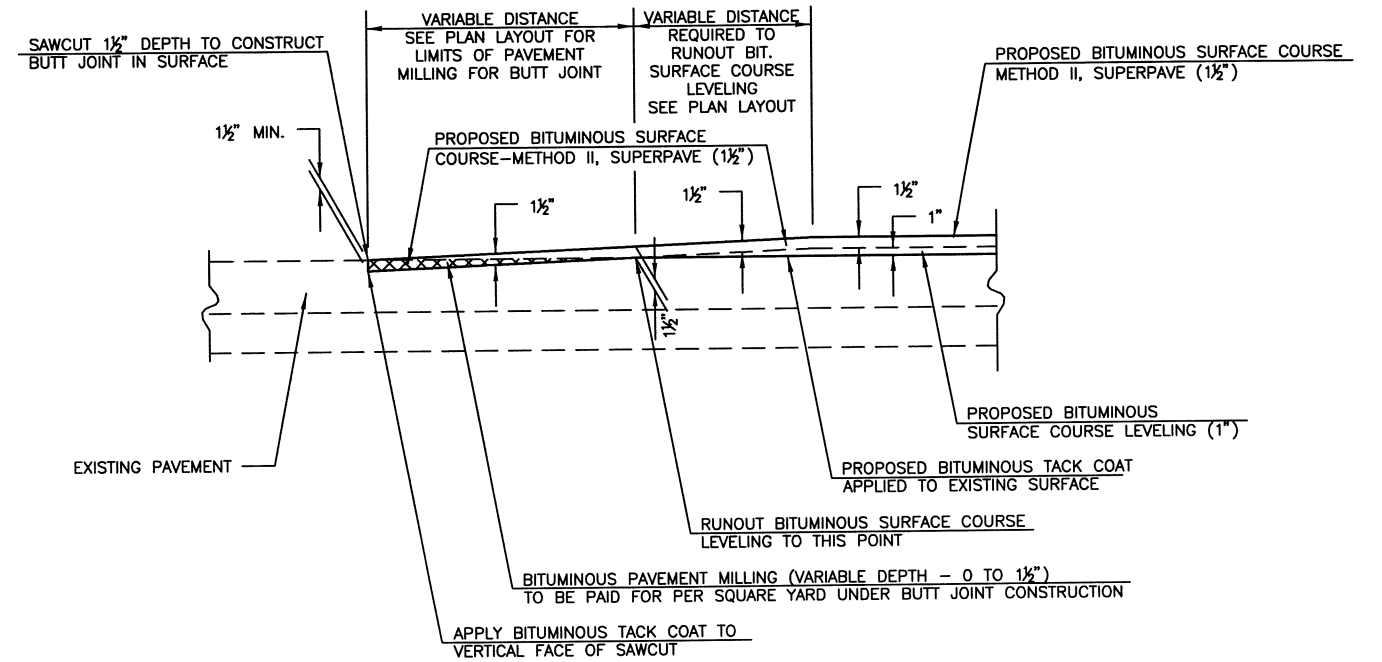 VARIABLE DISTANCE
SEE PLAN LAYOUT FOR
LIMITS OF PAVEMENT
MILLING FOR BUTT JOINT
VARIABLE DISTANCE
REQUIRED TO
RUNOUT BIT.
SURFACE COURSE
LEVELING
SEE PLAN LAYOUT
SAWCUT 1½" DEPTH TO CONSTRUCT
BUTT JOINT IN SURFACE
PROPOSED BITUMINOUS SURFACE COURSE
METHOD II, SUPERPAVE (1½")
1½" MIN.
PROPOSED BITUMINOUS SURFACE
COURSE-METHOD II, SUPERPAVE (1½")
1½"
1½"
1½"
1"
1½"
PROPOSED BITUMINOUS
SURFACE COURSE LEVELING (1")
EXISTING PAVEMENT
PROPOSED BITUMINOUS TACK COAT
APPLIED TO EXISTING SURFACE
RUNOUT BITUMINOUS SURFACE COURSE
LEVELING TO THIS POINT
BITUMINOUS PAVEMENT MILLING (VARIABLE DEPTH - 0 TO 1½")
TO BE PAID FOR PER SQUARE YARD UNDER BUTT JOINT CONSTRUCTION
APPLY BITUMINOUS TACK COAT TO
VERTICAL FACE OF SAWCUT